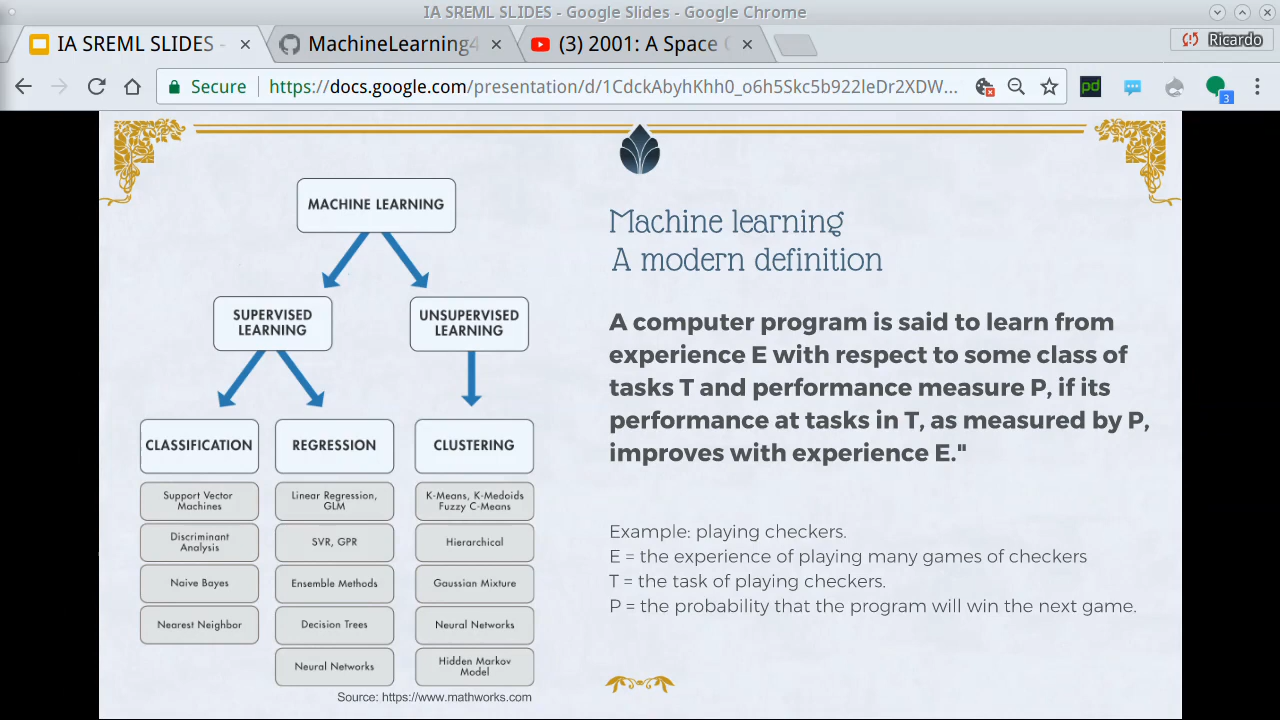 IA SREML SLIDES - Google Slides - Google Chrome
IA SREML SLIDES -
MachineLearning4
(3) 2001: A Space O
Ricardo
Secure
https://docs.google.com/presentation/d/1CdckAbyhKhh0_o6h5Skc5b922leDr2XDW...
pd
3
MACHINE LEARNING
SUPERVISED
LEARNING
UNSUPERVISED
LEARNING
CLASSIFICATION
REGRESSION
CLUSTERING
Support Vector
Machines
Discriminant
Analysis
Naive Bayes
Nearest Neighbor
Linear Regression,
GLM
SVR, GPR
Ensemble Methods
Decision Trees
Neural Networks
K-Means, K-Medoids
Fuzzy C-Means
Hierarchical
Gaussian Mixture
Neural Networks
Hidden Markov
Model
Source: https://www.mathworks.com
Machine learning
A modern definition
A computer program is said to learn from
experience E with respect to some class of
tasks T and performance measure P, if its
performance at tasks in T, as measured by P,
improves with experience E."
Example: playing checkers.
E = the experience of playing many games of checkers
T = the task of playing checkers.
P = the probability that the program will win the next game.